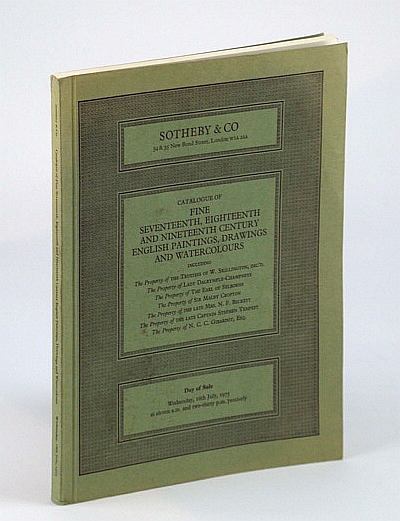 SOTHEBY & CO
34 & 35 New Bond Street, London W1A 2AA
CATALOGUE OF
FINE
SEVENTEENTH, EIGHTEENTH
AND NINETEENTH CENTURY
ENGLISH PAINTINGS, DRAWINGS
AND WATERCOLOURS
INCLUDING
The Property of THE TRUSTEES OF W. SKILLINGTON, DEC'D.
The Property of LADY DALRYMPLE-CHAMPNEYS
The Property of THE EARL OF SELBORNE
The Property of SIR MALBY CROFTON
The Property of THE LATE MRS. N. F. BECKETT
The Property of THE LATE CAPTAIN STEPHEN TEMPEST
The Property of N. C. C. GIRARDOT, ESQ.
Day of Sale
Wednesday, 16th July, 1975
at eleven a.m. and two-thirty p.m. precisely